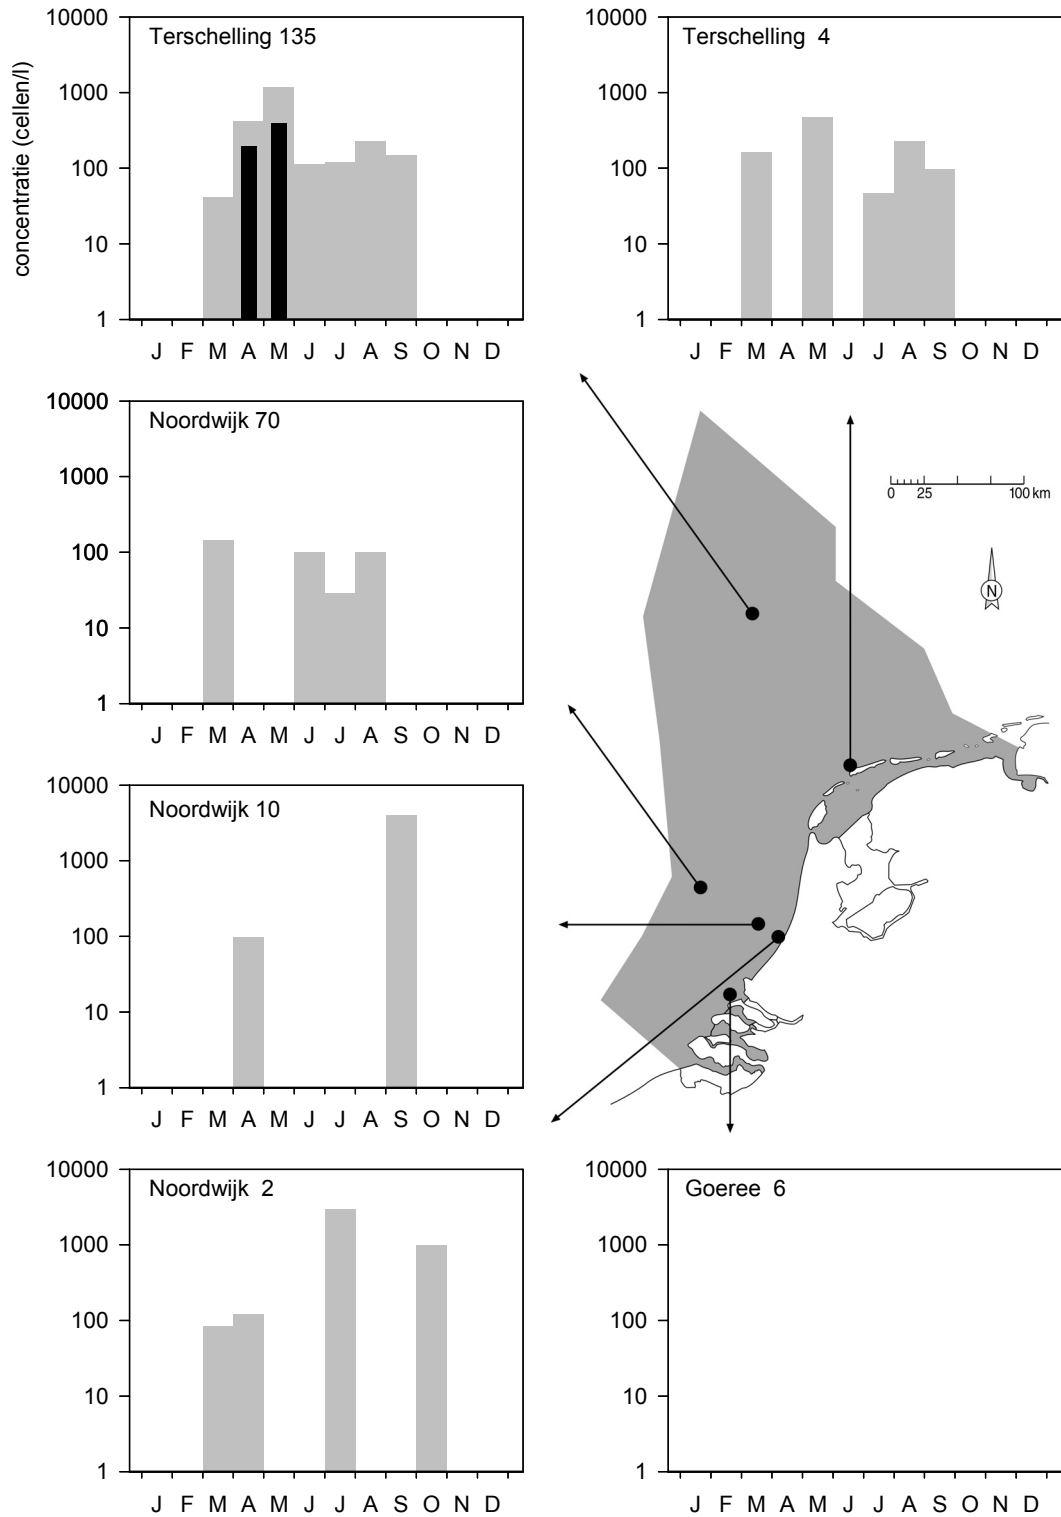 concentratie (cellen/l)
Terschelling 135
10000
1000
100
10
1
J F M A M J J A S O N D
Terschelling 4
10000
1000
100
10
1
J F M A M J J A S O N D
Noordwijk 70
10000
1000
100
10
1
J F M A M J J A S O N D
0 25 100 km
N
Noordwijk 10
10000
1000
100
10
1
J F M A M J J A S O N D
Noordwijk 2
10000
1000
100
10
1
J F M A M J J A S O N D
Goeree 6
10000
1000
100
10
1
J F M A M J J A S O N D